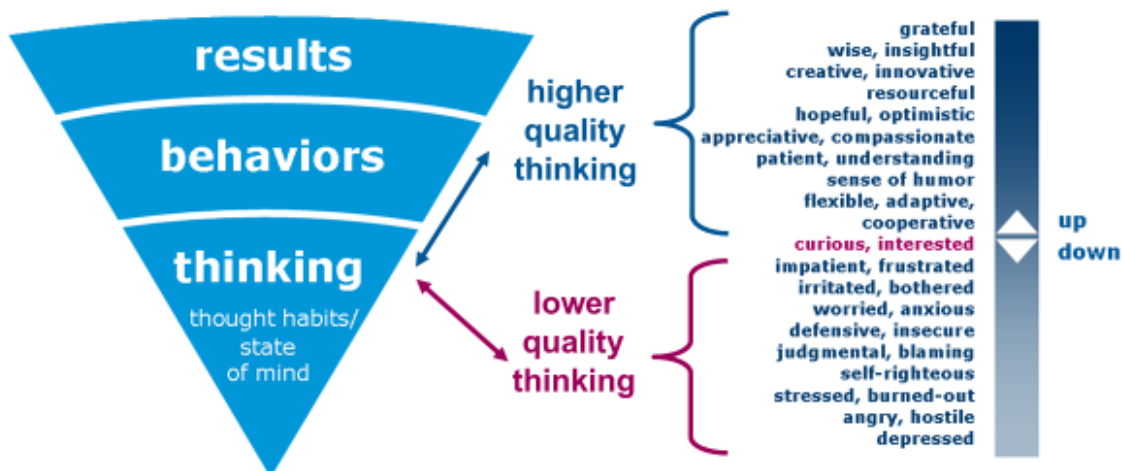 results
behaviors
thinking
thought habits/
state
of mind
higher
quality
thinking
lower
quality
thinking
grateful
wise, insightful
creative, innovative
resourceful
hopeful, optimistic
appreciative, compassionate
patient, understanding
sense of humor
flexible, adaptive,
cooperative
curious, interested
impatient, frustrated
irritated, bothered
worried, anxious
defensive, insecure
judgmental, blaming
self-righteous
stressed, burned-out
angry, hostile
depressed
up
down